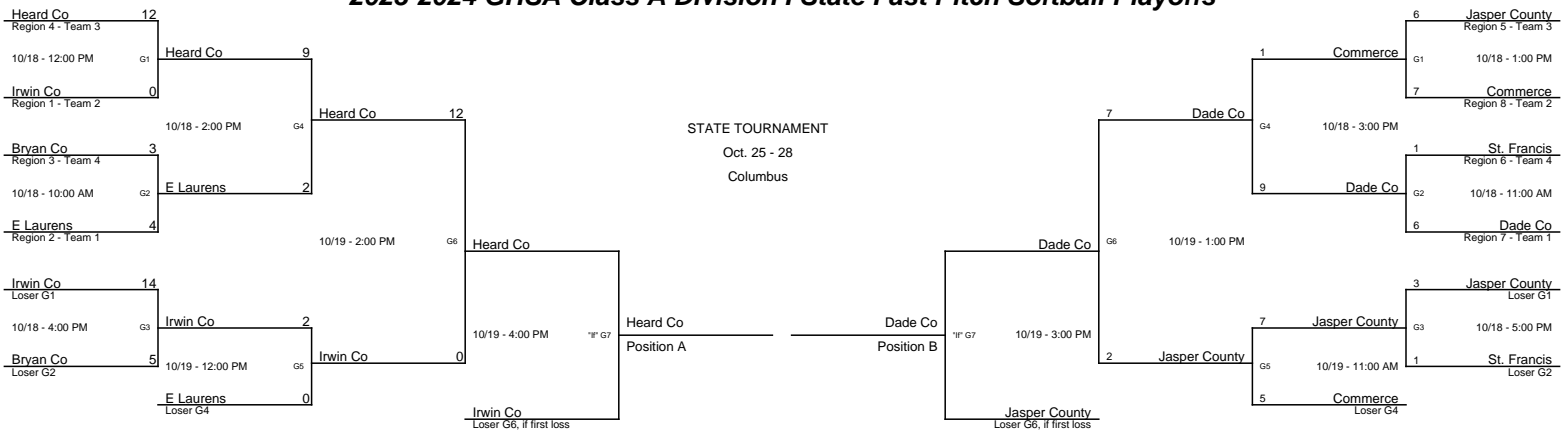 2023-2024 GHSA Class A Division I State Fast Pitch Softball Playoffs
Heard Co 12
Region 4 - Team 3
10/18 - 12:00 PM G1
Heard Co 9
Irwin Co 0
Region 1 - Team 2
10/18 - 2:00 PM G4
Heard Co 12
Bryan Co 3
Region 3 - Team 4
10/18 - 10:00 AM G2
E Laurens 2
E Laurens 4
Region 2 - Team 1
10/19 - 2:00 PM G6
Heard Co
Irwin Co 14
Loser G1
10/18 - 4:00 PM G3
Irwin Co 2
Bryan Co 5
Loser G2
10/19 - 12:00 PM G5
Irwin Co 0
E Laurens 0
Loser G4
10/19 - 4:00 PM "If" G7
Heard Co
Position A
Irwin Co
Loser G6, if first loss
STATE TOURNAMENT
Oct. 25 - 28
Columbus
6 Jasper County
Region 5 - Team 3
1 Commerce
G1 10/18 - 1:00 PM
7 Commerce
Region 8 - Team 2
7 Dade Co
G4 10/18 - 3:00 PM
1 St. Francis
Region 6 - Team 4
9 Dade Co
G2 10/18 - 11:00 AM
6 Dade Co
Region 7 - Team 1
Dade Co
G6 10/19 - 1:00 PM
3 Jasper County
Loser G1
7 Jasper County
G3 10/18 - 5:00 PM
1 St. Francis
Loser G2
2 Jasper County
G5 10/19 - 11:00 AM
5 Commerce
Loser G4
Dade Co
Position B
"If" G7 10/19 - 3:00 PM
Jasper County
Loser G6, if first loss